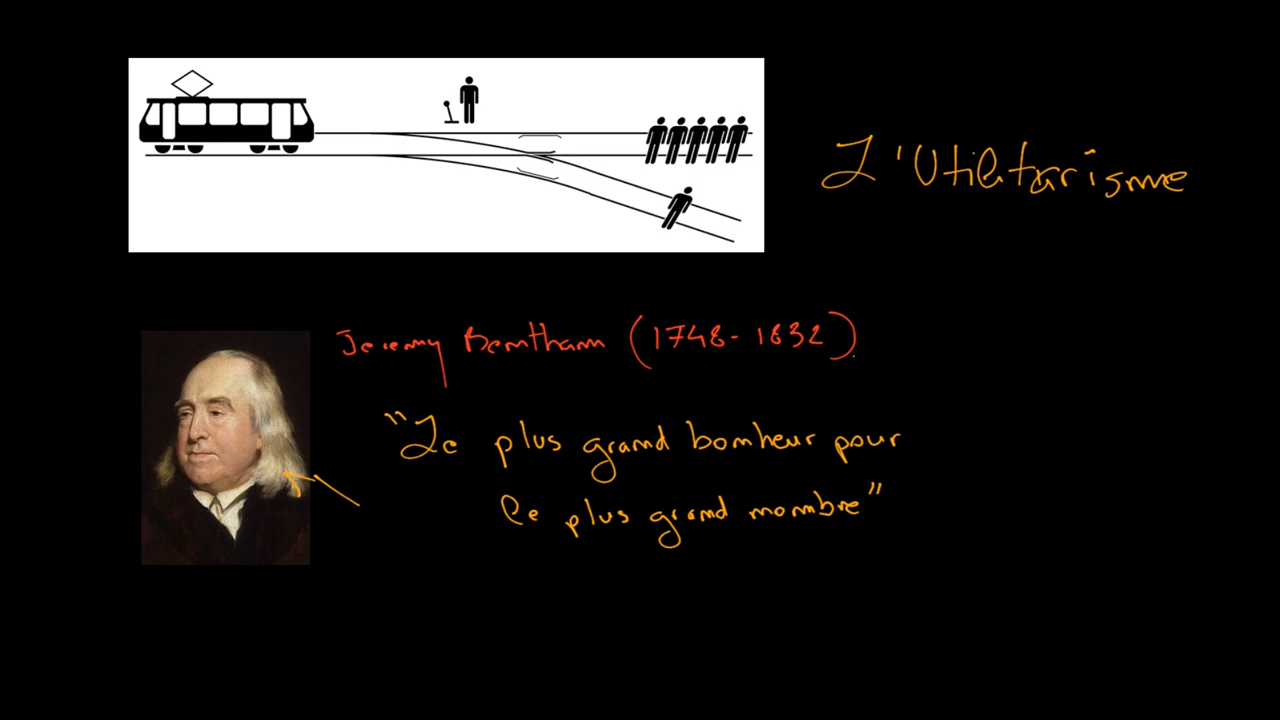 L'Utilitarisme
Jeremy Bentham (1748-1832)
"Le plus grand bonheur pour
le plus grand nombre"